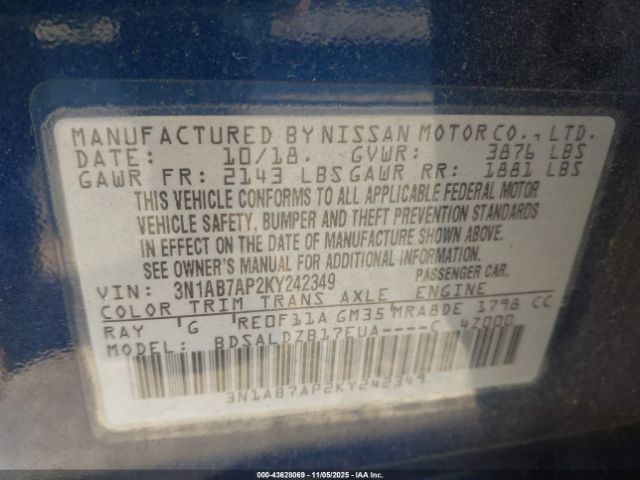 MANUFACTURED BY NISSAN MOTOR CO., LTD.
DATE: 10/18. GVWR: 3876 LBS
GAWR FR: 2143 LBS GAWR RR: 1881 LBS
THIS VEHICLE CONFORMS TO ALL APPLICABLE FEDERAL MOTOR
VEHICLE SAFETY, BUMPER AND THEFT PREVENTION STANDARDS
IN EFFECT ON THE DATE OF MANUFACTURE SHOWN ABOVE.
SEE OWNER'S MANUAL FOR ADDITIONAL INFORMATION.
VIN: 3N1AB7AP2KY242349 PASSENGER CAR.
COLOR TRIM TRANS AXLE ENGINE
RAY G RE0F11A GM35 MRA8DE 1798 CC
MODEL: BDSALDZB17EUA----C 4Z000
3N1AB7AP2KY242349
000-43628069 - 11/05/2025 - IAA Corp.